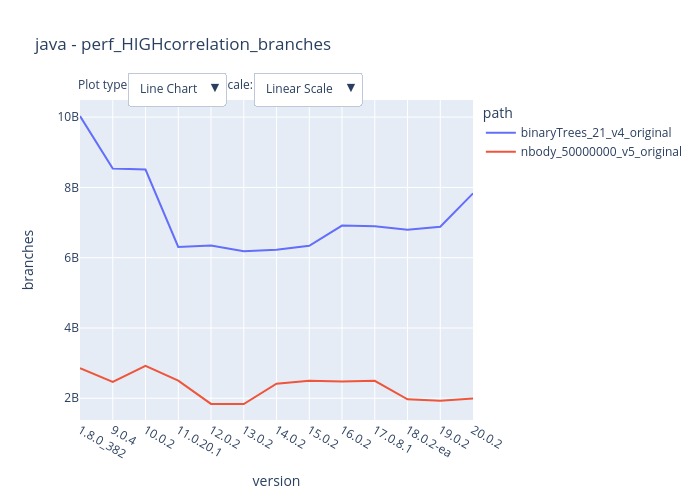 java - perf_HIGHcorrelation_branches
Plot type Line Chart ▼ cale: Linear Scale ▼
path
binaryTrees_21_v4_original
nbody_50000000_v5_original
10B
8B
6B
4B
2B
branches
1.8.0_382 9.0.4 10.0.2 11.0.20.1 12.0.2 13.0.2 14.0.2 15.0.2 16.0.2 17.0.8.1 18.0.2-ea 19.0.2 20.0.2
version